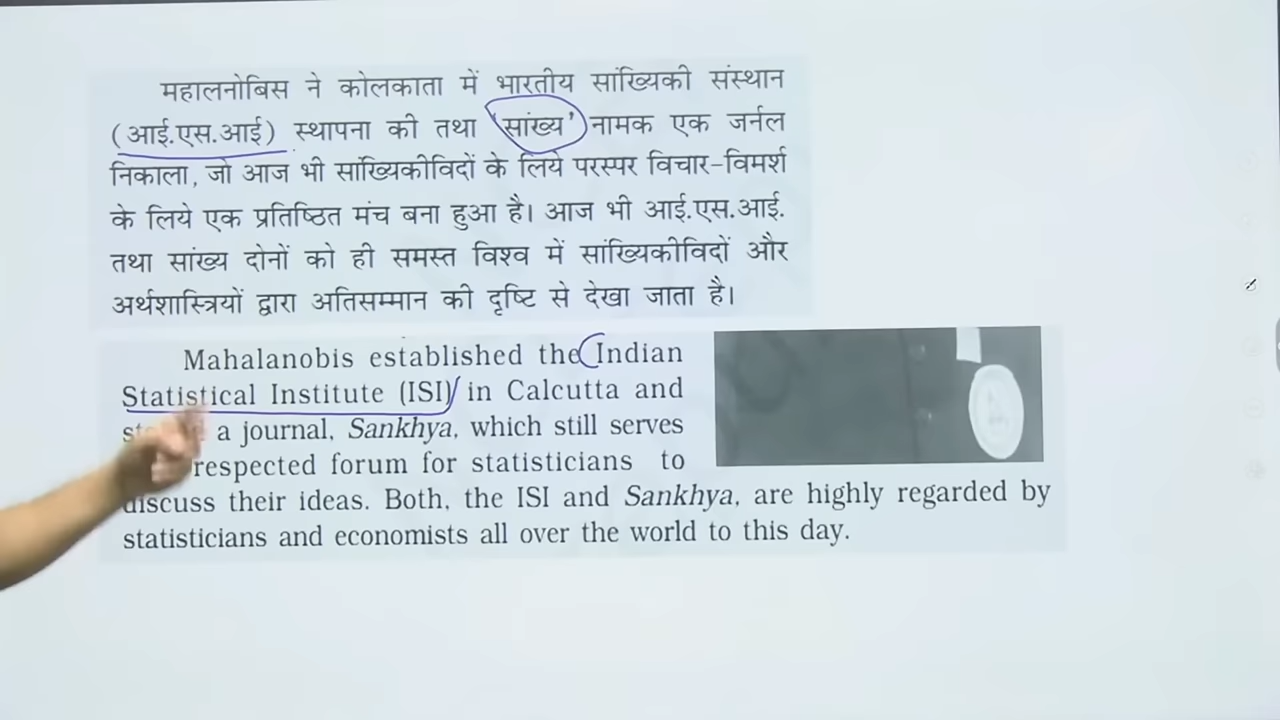 महालनोबिस ने कोलकाता में भारतीय सांख्यिकी संस्थान
(आई.एस.आई) स्थापना की तथा 'सांख्य' नामक एक जर्नल
निकाला, जो आज भी सांख्यिकीविदों के लिये परस्पर विचार-विमर्श
के लिये एक प्रतिष्ठित मंच बना हुआ है। आज भी आई.एस.आई.
तथा सांख्य दोनों को ही समस्त विश्व में सांख्यिकीविदों और
अर्थशास्त्रियों द्वारा अतिसम्मान की दृष्टि से देखा जाता है।
Mahalanobis established the Indian
Statistical Institute (ISI) in Calcutta and
a journal, Sankhya, which still serves
respected forum for statisticians to
discuss their ideas. Both, the ISI and Sankhya, are highly regarded by
statisticians and economists all over the world to this day.